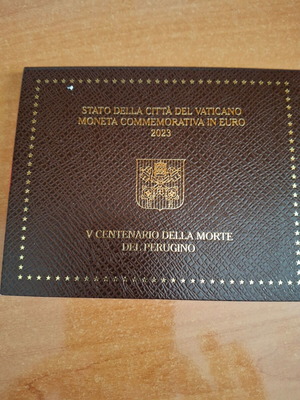 STATO DELLA CITTÀ DEL VATICANO
MONETA COMMEMORATIVA IN EURO
2023
V CENTENARIO DELLA MORTE
DEL PERUGINO